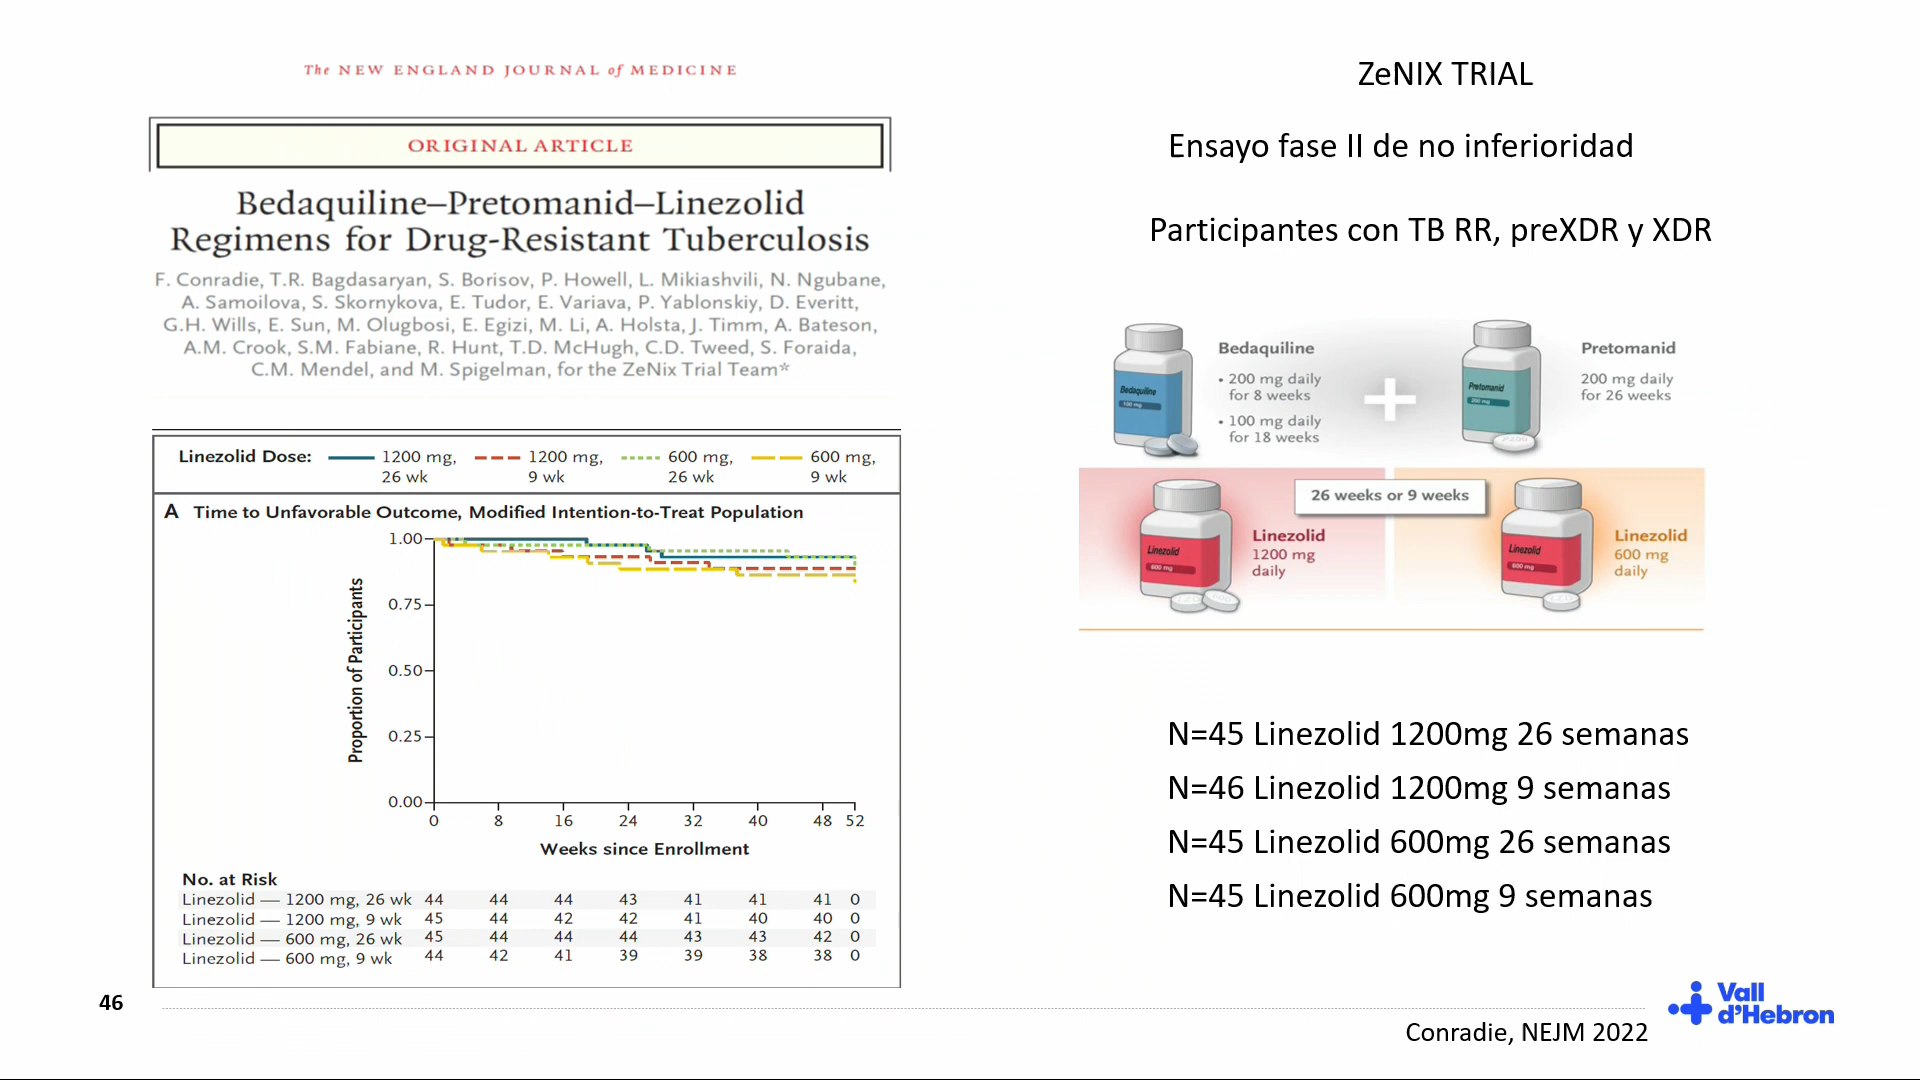 The NEW ENGLAND JOURNAL of MEDICINE
ORIGINAL ARTICLE
Bedaquiline–Pretomanid–Linezolid
Regimens for Drug-Resistant Tuberculosis
F. Conradie, T.R. Bagdasaryan, S. Borisov, P. Howell, L. Mikiashvili, N. Ngubane,
A. Samoilova, S. Skornykova, E. Tudor, E. Variava, P. Yablonskiy, D. Everitt,
G.H. Wills, E. Sun, M. Olugbosi, E. Egizi, M. Li, A. Holsta, J. Timm, A. Bateson,
A.M. Crook, S.M. Fabiane, R. Hunt, T.D. McHugh, C.D. Tweed, S. Foraida,
C.M. Mendel, and M. Spigelman, for the ZeNix Trial Team*
Linezolid Dose:
1200 mg,
26 wk
1200 mg,
9 wk
600 mg,
26 wk
600 mg,
9 wk
A Time to Unfavorable Outcome, Modified Intention-to-Treat Population
Proportion of Participants
1.00
0.75
0.50
0.25
0.00
0 8 16 24 32 40 48 52
Weeks since Enrollment
No. at Risk
Linezolid — 1200 mg, 26 wk 44 44 44 43 41 41 41 0
Linezolid — 1200 mg, 9 wk 45 44 42 42 41 40 40 0
Linezolid — 600 mg, 26 wk 45 44 44 44 43 43 42 0
Linezolid — 600 mg, 9 wk 44 42 41 39 39 38 38 0
ZeNIX TRIAL
Ensayo fase II de no inferioridad
Participantes con TB RR, preXDR y XDR
Bedaquiline
100 mg
Bedaquiline
• 200 mg daily
for 8 weeks
• 100 mg daily
for 18 weeks
Pretomanid
200 mg
Pretomanid
200 mg daily
for 26 weeks
26 weeks or 9 weeks
Linezolid
600 mg
Linezolid
1200 mg
daily
Linezolid
600 mg
Linezolid
600 mg
daily
N=45 Linezolid 1200mg 26 semanas
N=46 Linezolid 1200mg 9 semanas
N=45 Linezolid 600mg 26 semanas
N=45 Linezolid 600mg 9 semanas
46
Vall
d'Hebron
Conradie, NEJM 2022